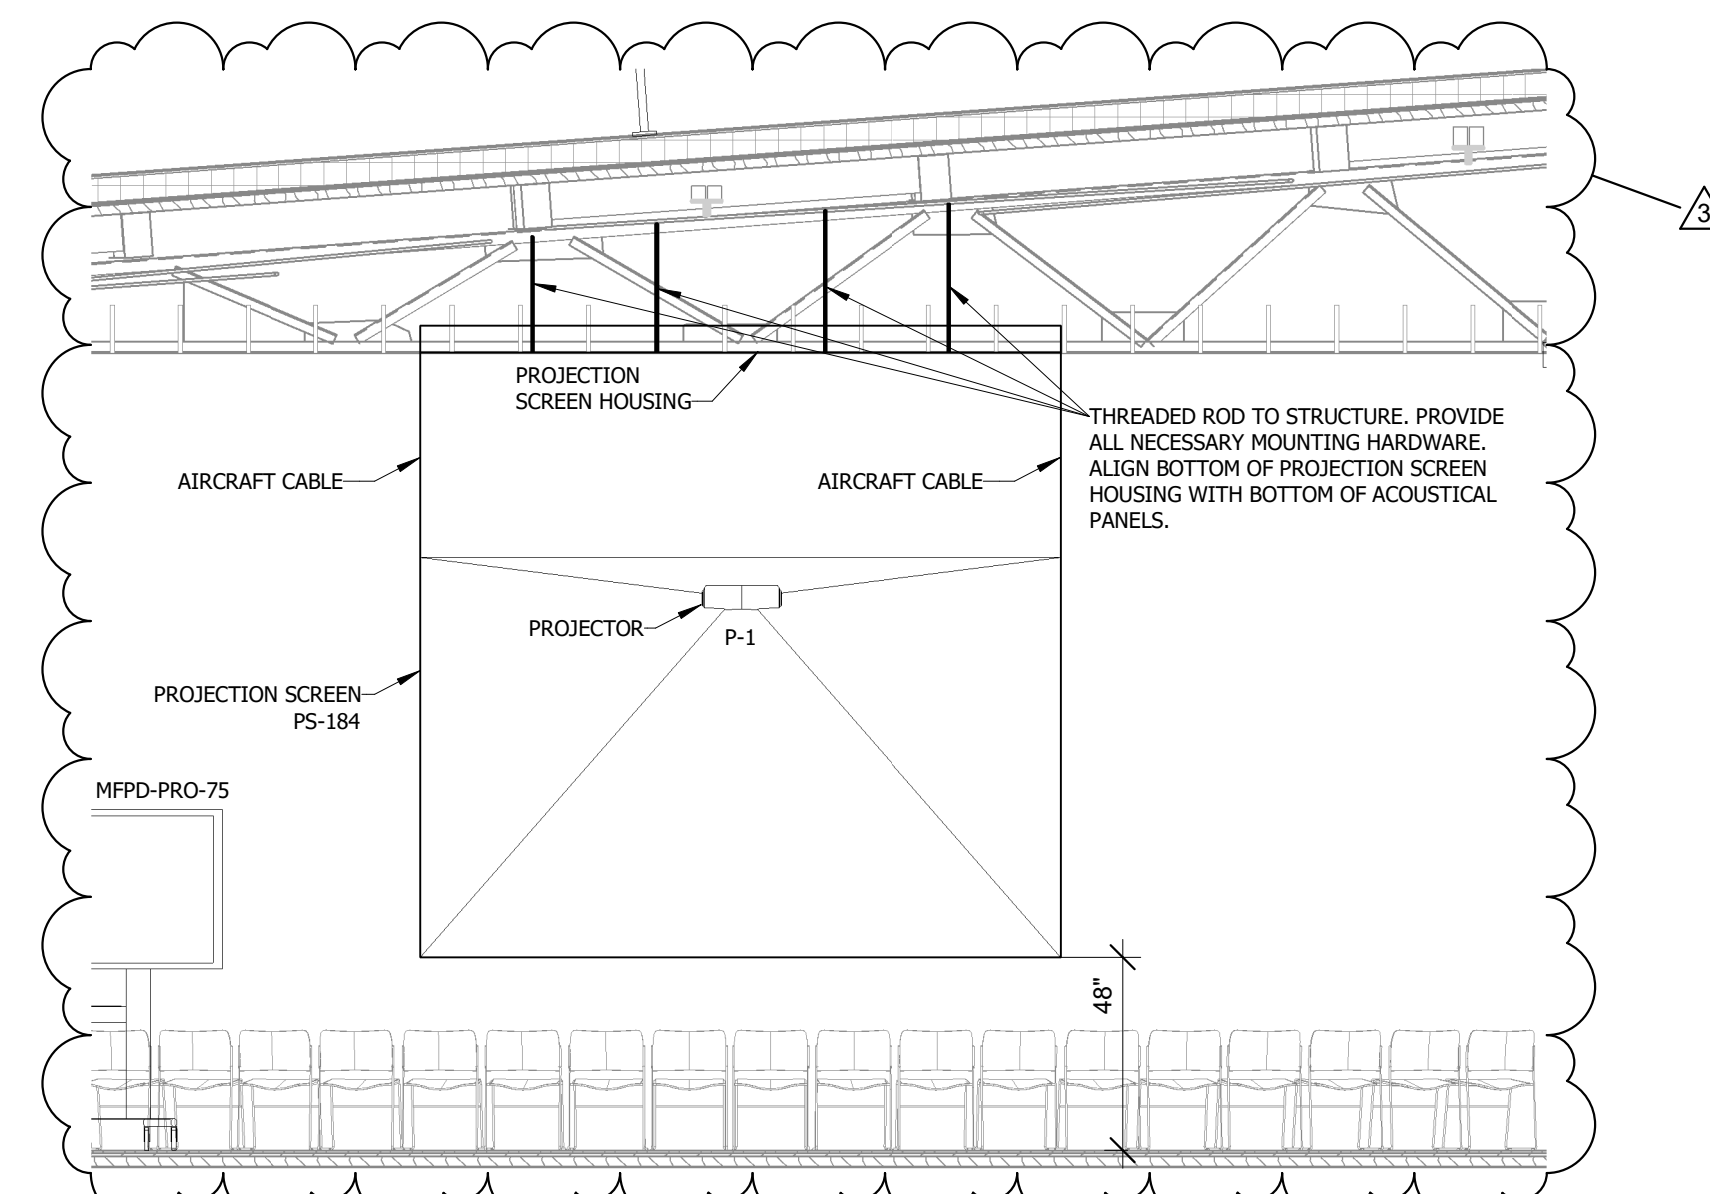 3
PROJECTION
SCREEN HOUSING
THREADED ROD TO STRUCTURE. PROVIDE
ALL NECESSARY MOUNTING HARDWARE.
ALIGN BOTTOM OF PROJECTION SCREEN
HOUSING WITH BOTTOM OF ACOUSTICAL
PANELS.
AIRCRAFT CABLE
AIRCRAFT CABLE
PROJECTOR
P-1
PROJECTION SCREEN
PS-184
MFPD-PRO-75
48"